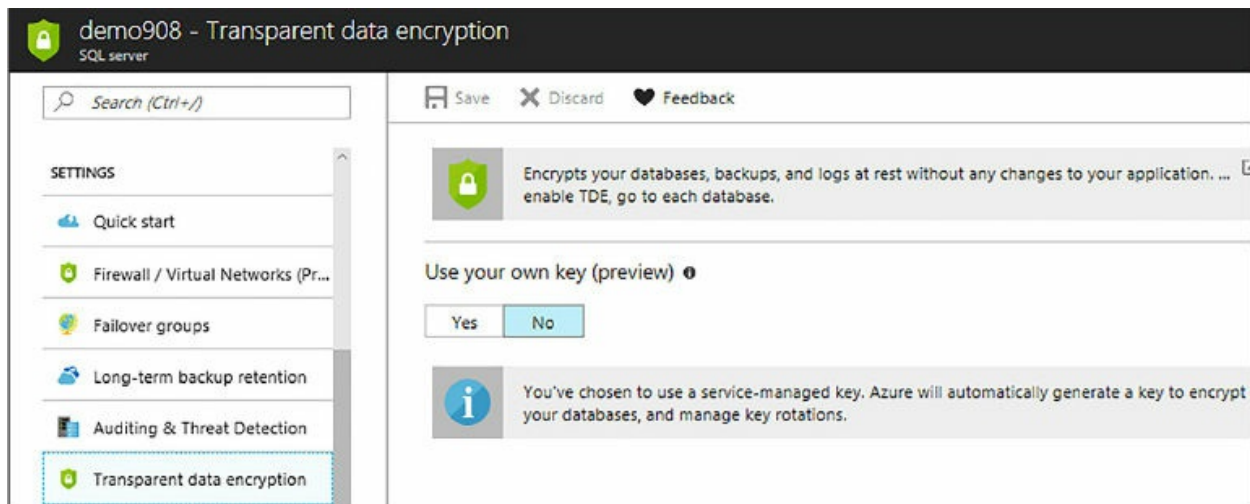 demo908 - Transparent data encryption
SQL server
Search (Ctrl+/)
SETTINGS
Quick start
Firewall / Virtual Networks (Pr...
Failover groups
Long-term backup retention
Auditing & Threat Detection
Transparent data encryption
Save Discard Feedback
Encrypts your databases, backups, and logs at rest without any changes to your application. ...
enable TDE, go to each database.
Use your own key (preview)
Yes No
You've chosen to use a service-managed key. Azure will automatically generate a key to encrypt
your databases, and manage key rotations.